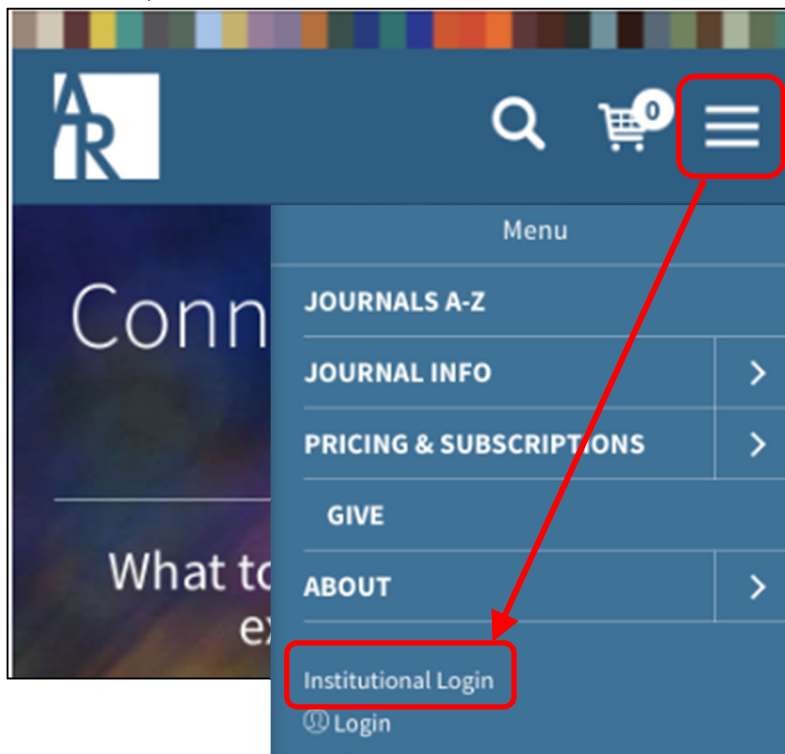 AR
0
Menu
JOURNALS A-Z
Conn
JOURNAL INFO
PRICING & SUBSCRIPTIONS
GIVE
What to
ABOUT
ex
Institutional Login
Login